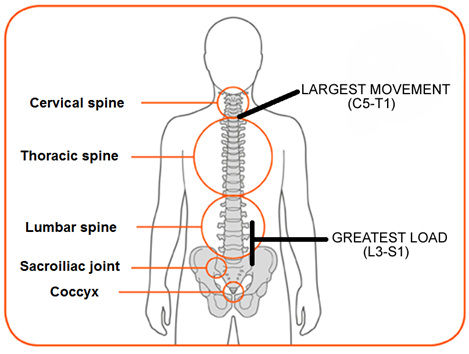 LARGEST MOVEMENT
(C5-T1)
Cervical spine
Thoracic spine
Lumbar spine
GREATEST LOAD
(L3-S1)
Sacroiliac joint
Coccyx